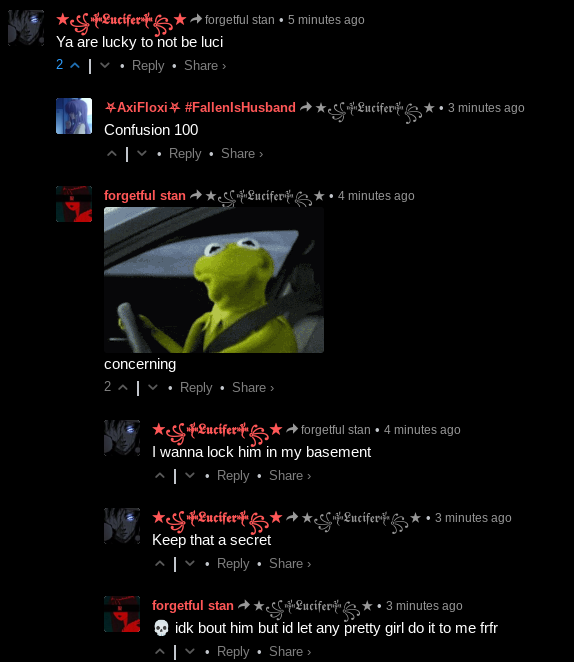 ★꧁༒𝕷𝖚𝖈𝖎𝖋𝖊𝖗༒꧂★ forgetful stan • 5 minutes ago
Ya are lucky to not be luci
2 | • Reply • Share ›
⛧AxiFloxi⛧ #FallenIsHusband ★꧁༒𝕷𝖚𝖈𝖎𝖋𝖊𝖗༒꧂★ • 3 minutes ago
Confusion 100
| • Reply • Share ›
forgetful stan ★꧁༒𝕷𝖚𝖈𝖎𝖋𝖊𝖗༒꧂★ • 4 minutes ago
concerning
2 | • Reply • Share ›
★꧁༒𝕷𝖚𝖈𝖎𝖋𝖊𝖗༒꧂★ forgetful stan • 4 minutes ago
I wanna lock him in my basement
| • Reply • Share ›
★꧁༒𝕷𝖚𝖈𝖎𝖋𝖊𝖗༒꧂★ ★꧁༒𝕷𝖚𝖈𝖎𝖋𝖊𝖗༒꧂★ • 3 minutes ago
Keep that a secret
| • Reply • Share ›
forgetful stan ★꧁༒𝕷𝖚𝖈𝖎𝖋𝖊𝖗༒꧂★ • 3 minutes ago
💀 idk bout him but id let any pretty girl do it to me frfr
| • Reply • Share ›